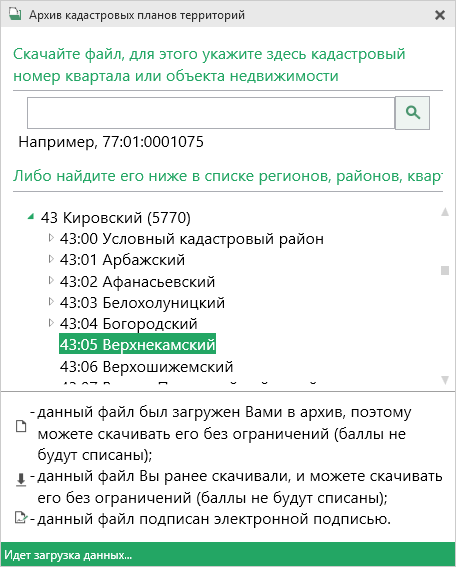 Архив кадастровых планов территорий
Скачайте файл, для этого укажите здесь кадастровый
номер квартала или объекта недвижимости
Например, 77:01:0001075
Либо найдите его ниже в списке регионов, районов, кварт
43 Кировский (5770)
43:00 Условный кадастровый район
43:01 Арбажский
43:02 Афанасьевский
43:03 Белохолуницкий
43:04 Богородский
43:05 Верхнекамский
43:06 Верхошижемский
- данный файл был загружен Вами в архив, поэтому
можете скачивать его без ограничений (баллы не
будут списаны);
- данный файл Вы ранее скачивали, и можете скачивать
его без ограничений (баллы не будут списаны);
- данный файл подписан электронной подписью.
Идет загрузка данных...